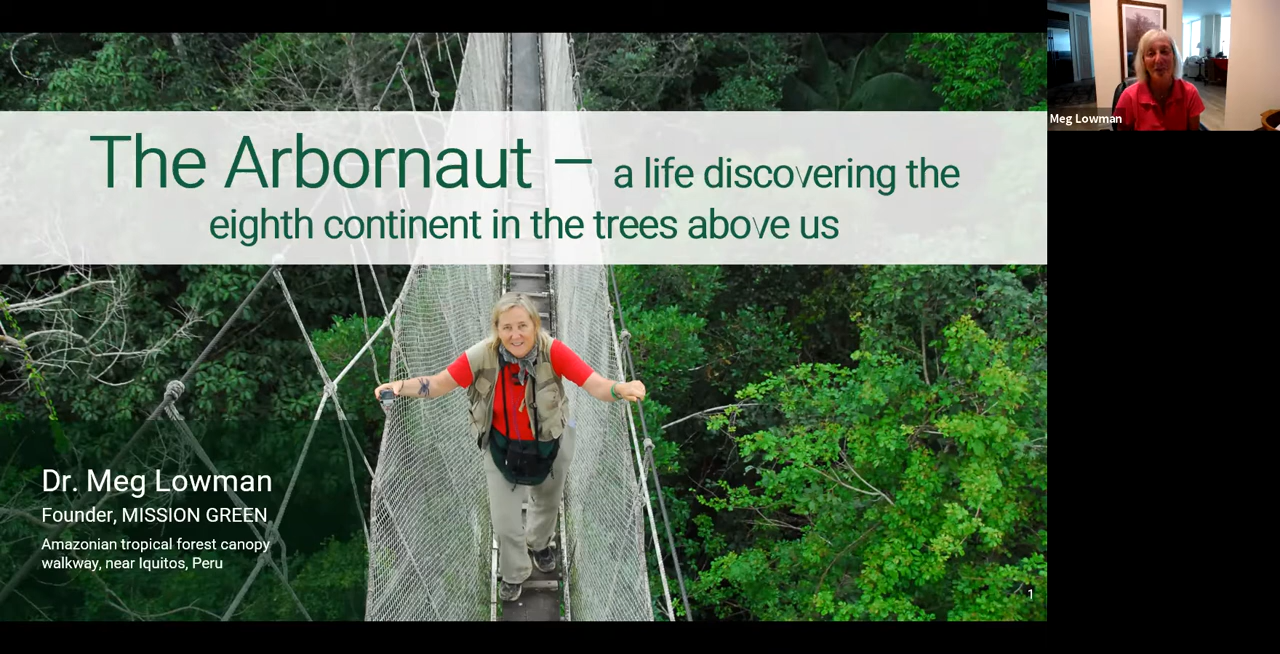 The Arbornaut – a life discovering the
eighth continent in the trees above us
Dr. Meg Lowman
Founder, MISSION GREEN
Amazonian tropical forest canopy
walkway, near Iquitos, Peru
1
Meg Lowman